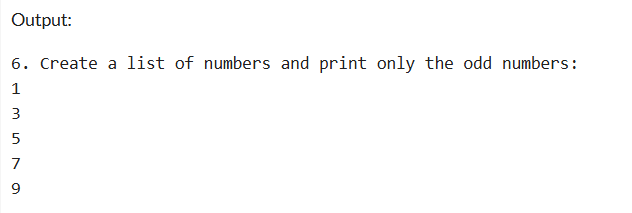 Output:
6. Create a list of numbers and print only the odd numbers:
1
3
5
7
9